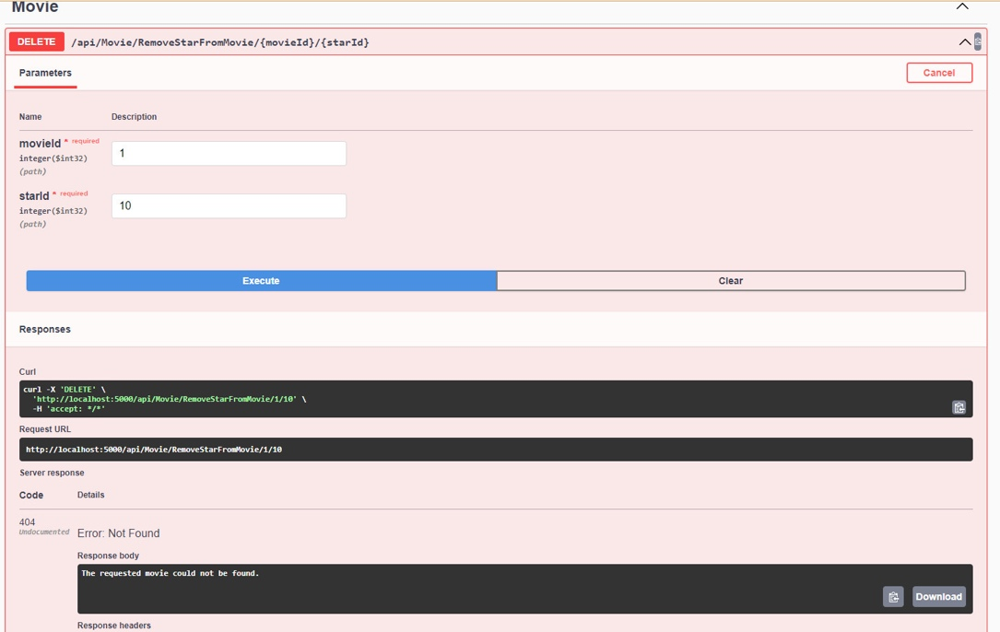 Movie
DELETE /api/Movie/RemoveStarFromMovie/{movieId}/{starId}
Parameters
Cancel
Name Description
movieId * required
integer($int32)
(path)
1
starId * required
integer($int32)
(path)
10
Execute
Clear
Responses
Curl
curl -X 'DELETE' \
'http://localhost:5000/api/Movie/RemoveStarFromMovie/1/10' \
-H 'accept: */*'
Request URL
http://localhost:5000/api/Movie/RemoveStarFromMovie/1/10
Server response
Code Details
404
Undocumented
Error: Not Found
Response body
The requested movie could not be found.
Download
Response headers